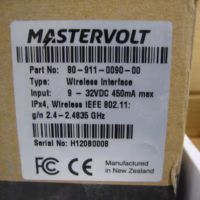 MASTERVOLT
Part No: 80-911-0090-00
Type: Wireless Interface
Input: 9 - 32VDC 450mA max
IPx4, Wireless IEEE 802.11:
g/n 2.4-2.4835 GHz
Serial No: H12080008
FCC CE Manufactured
in New Zealand